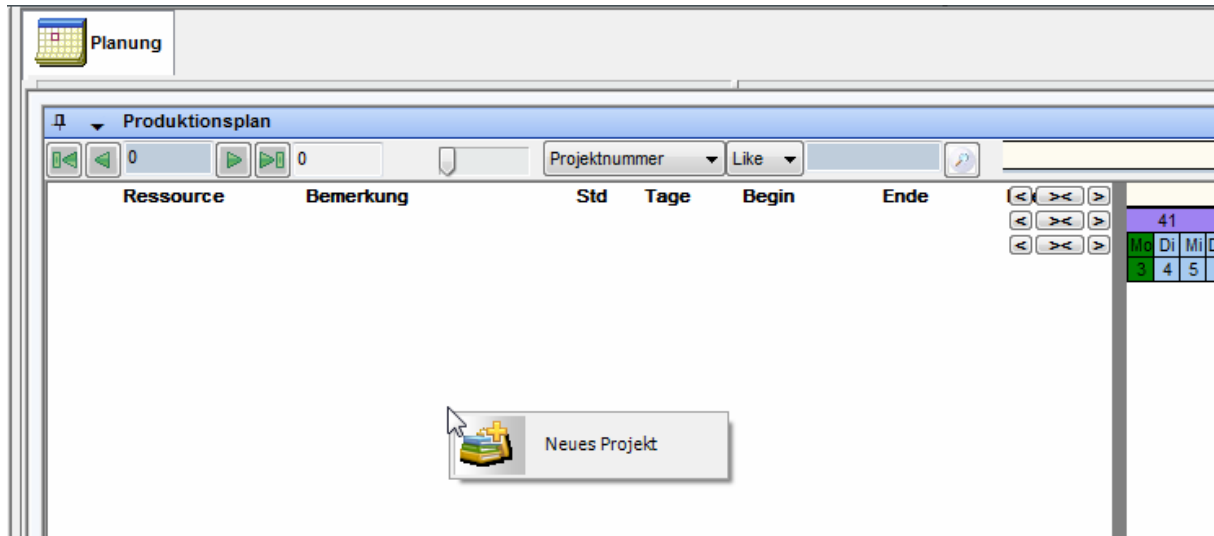 Planung
Produktionsplan
0 0 Projektnummer Like
Ressource Bemerkung Std Tage Begin Ende < >< >
< >< > 41
< >< > Mo Di Mi D
3 4 5
Neues Projekt